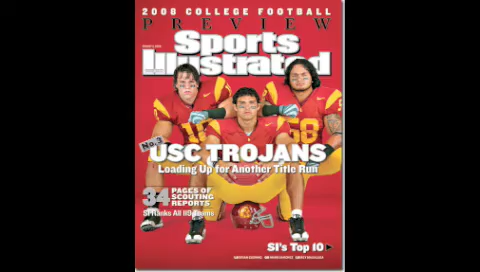 2008 COLLEGE FOOTBALL
PREVIEW
Sports
Illustrated
No.3
USC TROJANS
Loading Up for Another Title Run
34 PAGES OF
SCOUTING
REPORTS
SI Ranks All 119 Teams
SI's Top 10